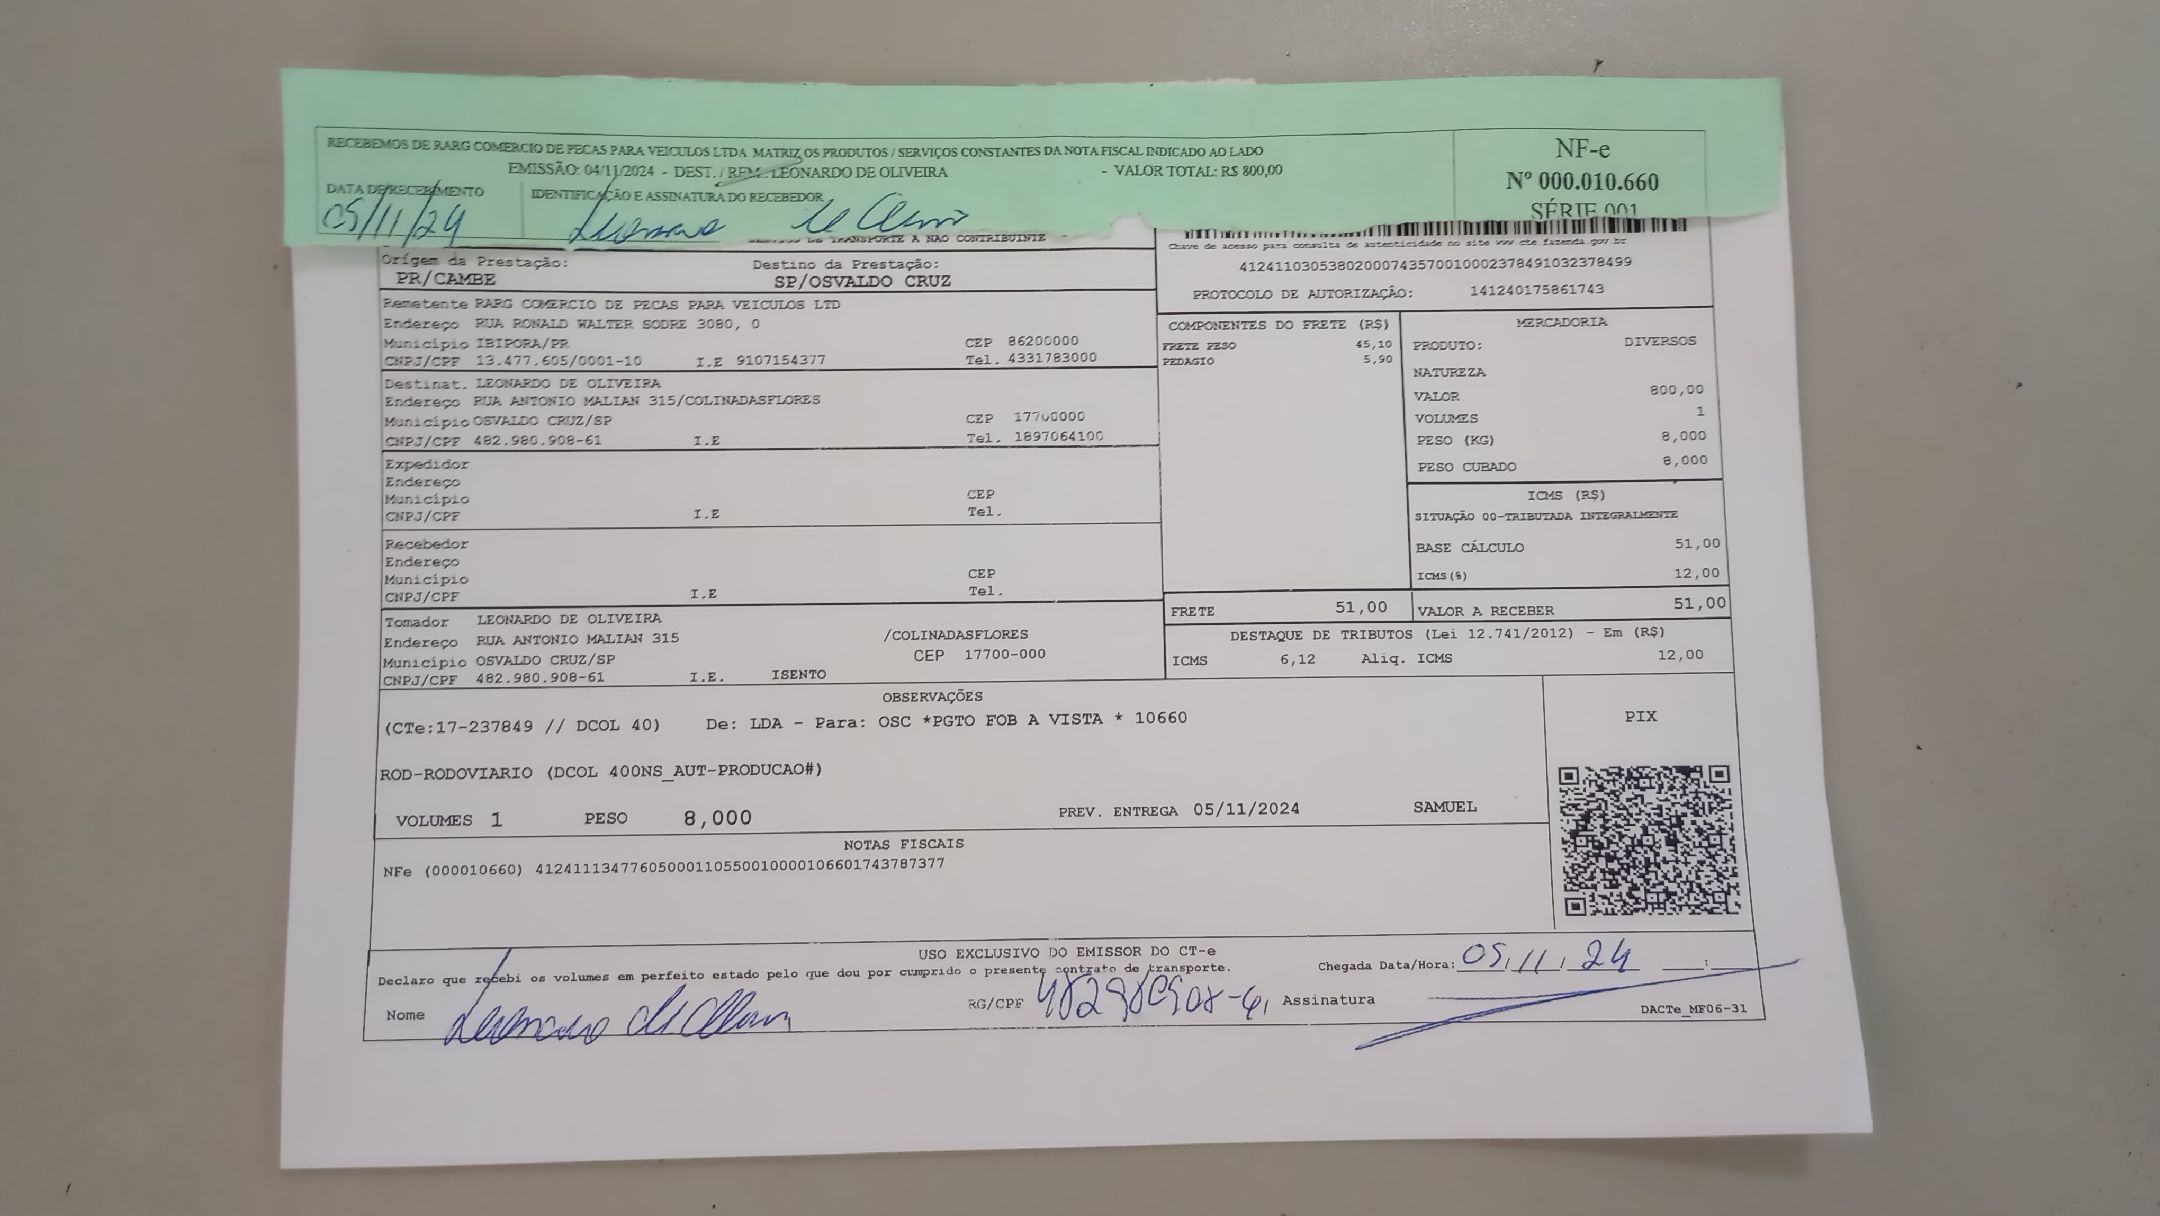 RECEBEMOS DE RARG COMERCIO DE PECAS PARA VEICULOS LTDA MATRIZ OS PRODUTOS / SERVIÇOS CONSTANTES DA NOTA FISCAL INDICADO AO LADO
EMISSÃO: 04/11/2024 - DEST. / REM. LEONARDO DE OLIVEIRA - VALOR TOTAL: R$ 800,00
NF-e
Nº 000.010.660
SÉRIE 001
DATA DE RECEBIMENTO IDENTIFICAÇÃO E ASSINATURA DO RECEBEDOR
05/11/24
DE TRANSPORTE A NÃO CONTRIBUINTE
Chave de acesso para consulta de autenticidade no site www.cte.fazenda.gov.br
41241103053802000743570010002378491032378499
PROTOCOLO DE AUTORIZAÇÃO: 141240175861743
Origem da Prestação: Destino da Prestação:
PR/CAMBE SP/OSVALDO CRUZ
Remetente RARG COMERCIO DE PECAS PARA VEICULOS LTD
Endereço RUA RONALD WALTER SODRE 3080, 0
Município IBIPORA/PR CEP 86200000
CNPJ/CPF 13.477.605/0001-10 I.E 9107154377 Tel. 4331783000
Destinat. LEONARDO DE OLIVEIRA
Endereço RUA ANTONIO MALIAN 315/COLINADASFLORES
Município OSVALDO CRUZ/SP CEP 17700000
CNPJ/CPF 482.980.908-61 I.E Tel. 1897064100
Expedidor
Endereço
Município CEP
CNPJ/CPF I.E Tel.
Recebedor
Endereço
Município CEP
CNPJ/CPF I.E Tel.
Tomador LEONARDO DE OLIVEIRA
Endereço RUA ANTONIO MALIAN 315 /COLINADASFLORES
Município OSVALDO CRUZ/SP CEP 17700-000
CNPJ/CPF 482.980.908-61 I.E. ISENTO
COMPONENTES DO FRETE (R$)
FRETE PESO 45,10
PEDAGIO 5,90
MERCADORIA
PRODUTO: DIVERSOS
NATUREZA
VALOR 800,00
VOLUMES 1
PESO (KG) 8,000
PESO CUBADO 8,000
ICMS (R$)
SITUAÇÃO 00-TRIBUTADA INTEGRALMENTE
BASE CÁLCULO 51,00
ICMS(%) 12,00
FRETE 51,00 VALOR A RECEBER 51,00
DESTAQUE DE TRIBUTOS (Lei 12.741/2012) - Em (R$)
ICMS 6,12 Aliq. ICMS 12,00
OBSERVAÇÕES
(CTe:17-237849 // DCOL 40) De: LDA - Para: OSC *PGTO FOB A VISTA * 10660
ROD-RODOVIARIO (DCOL 400NS_AUT-PRODUCAO#)
VOLUMES 1 PESO 8,000 PREV. ENTREGA 05/11/2024 SAMUEL
PIX
NOTAS FISCAIS
NFe (000010660) 41241113477605000110550010000106601743787377
USO EXCLUSIVO DO EMISSOR DO CT-e
Declaro que recebi os volumes em perfeito estado pelo que dou por cumprido o presente contrato de transporte. Chegada Data/Hora: 05/11/24 :
Nome RG/CPF 482980908-61 Assinatura
DACTe_MF06-31